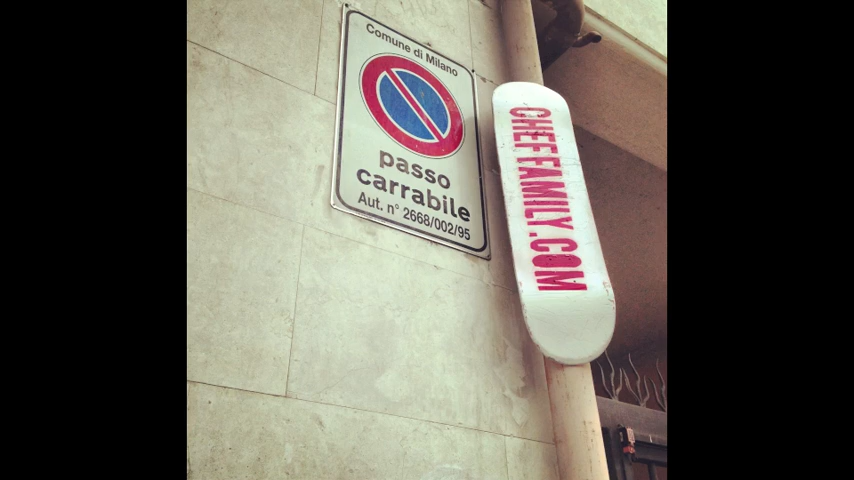 Comune di Milano
passo
carrabile
Aut. n° 2668/002/95
CHEFFAMILY.COM